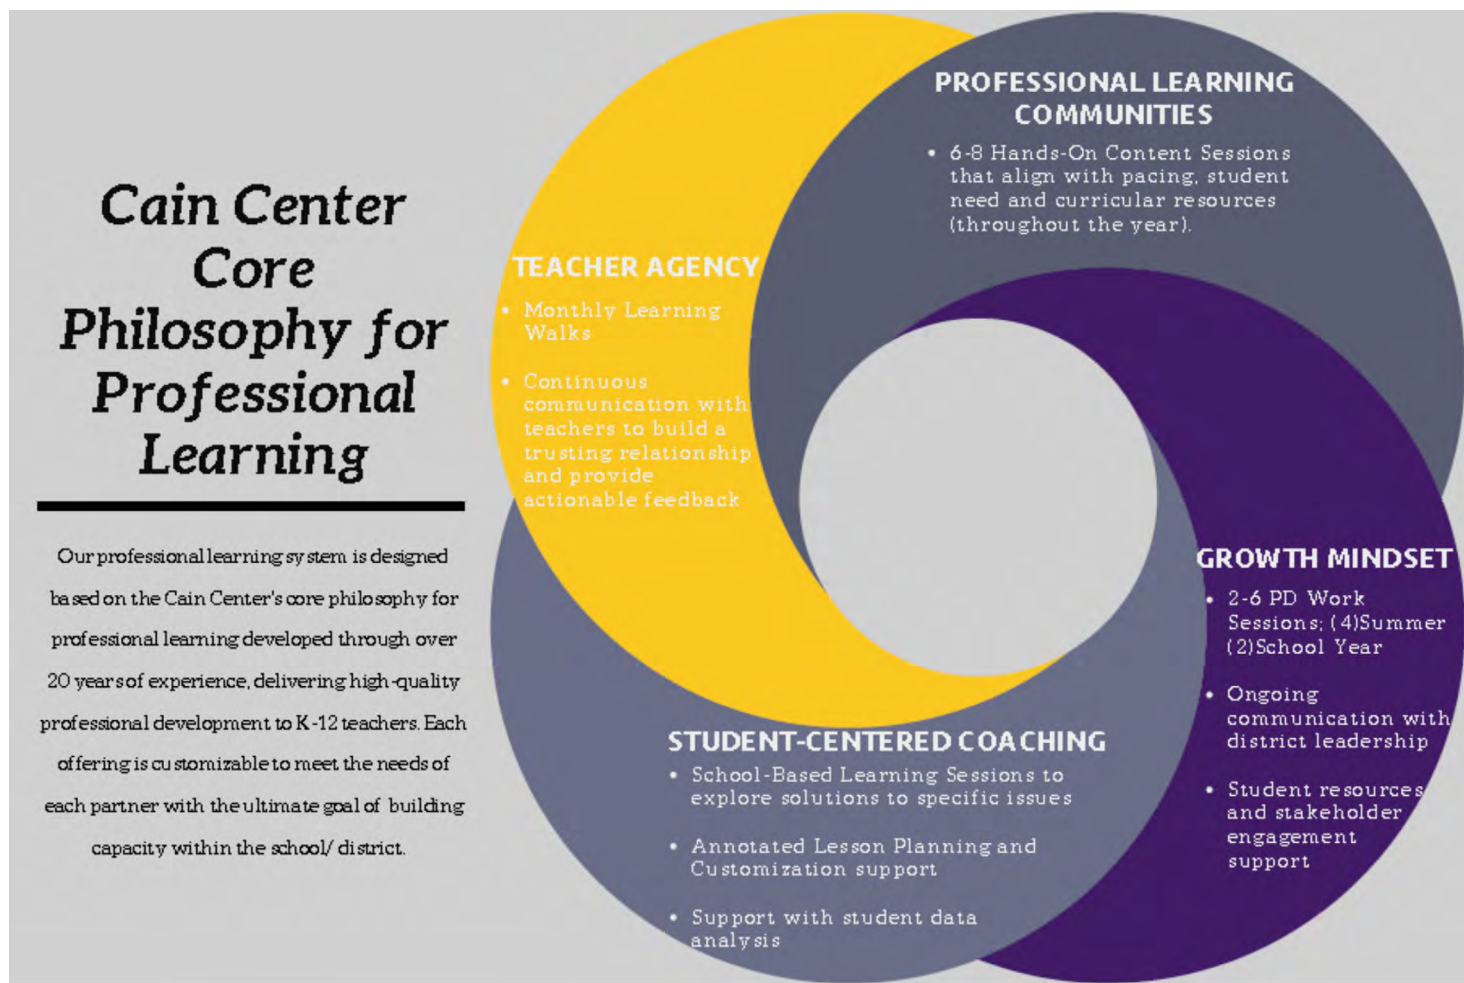 Cain Center
Core
Philosophy for
Professional
Learning
Our professional learning system is designed
based on the Cain Center's core philosophy for
professional learning developed through over
20 years of experience, delivering high-quality
professional development to K-12 teachers. Each
offering is customizable to meet the needs of
each partner with the ultimate goal of building
capacity within the school/ district.
TEACHER AGENCY
• Monthly Learning
Walks
• Continuous
communication with
teachers to build a
trusting relationship
and provide
actionable feedback
PROFESSIONAL LEARNING
COMMUNITIES
• 6-8 Hands-On Content Sessions
that align with pacing, student
need and curricular resources
(throughout the year).
GROWTH MINDSET
• 2-6 PD Work
Sessions; (4)Summer
(2)School Year
• Ongoing
communication with
district leadership
• Student resources
and stakeholder
engagement
support
STUDENT-CENTERED COACHING
• School-Based Learning Sessions to
explore solutions to specific issues
• Annotated Lesson Planning and
Customization support
• Support with student data
analysis